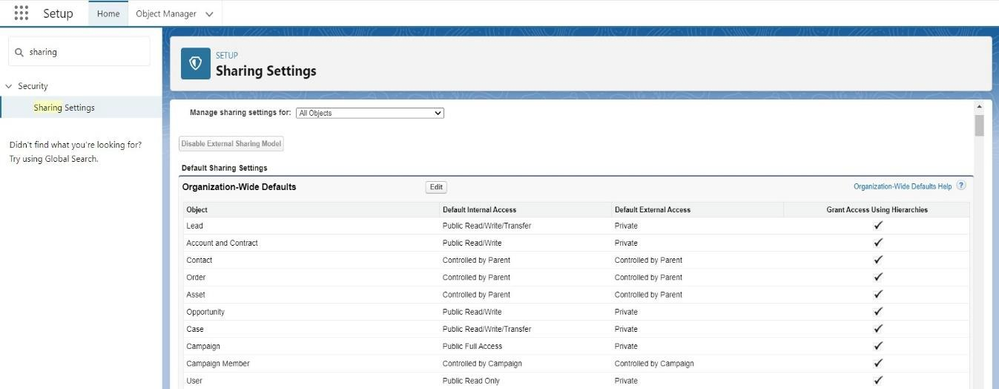 Setup Home Object Manager
sharing
Security
Sharing Settings
Didn't find what you're looking for?
Try using Global Search.
SETUP
Sharing Settings
Manage sharing settings for: All Objects
Disable External Sharing Model
Default Sharing Settings
Organization-Wide Defaults Edit Organization-Wide Defaults Help ?
Object Default Internal Access Default External Access Grant Access Using Hierarchies
Lead Public Read/Write/Transfer Private ✓
Account and Contract Public Read/Write Private ✓
Contact Controlled by Parent Controlled by Parent ✓
Order Controlled by Parent Controlled by Parent ✓
Asset Controlled by Parent Controlled by Parent ✓
Opportunity Public Read/Write Private ✓
Case Public Read/Write/Transfer Private ✓
Campaign Public Full Access Private ✓
Campaign Member Controlled by Campaign Controlled by Campaign ✓
User Public Read Only Private ✓